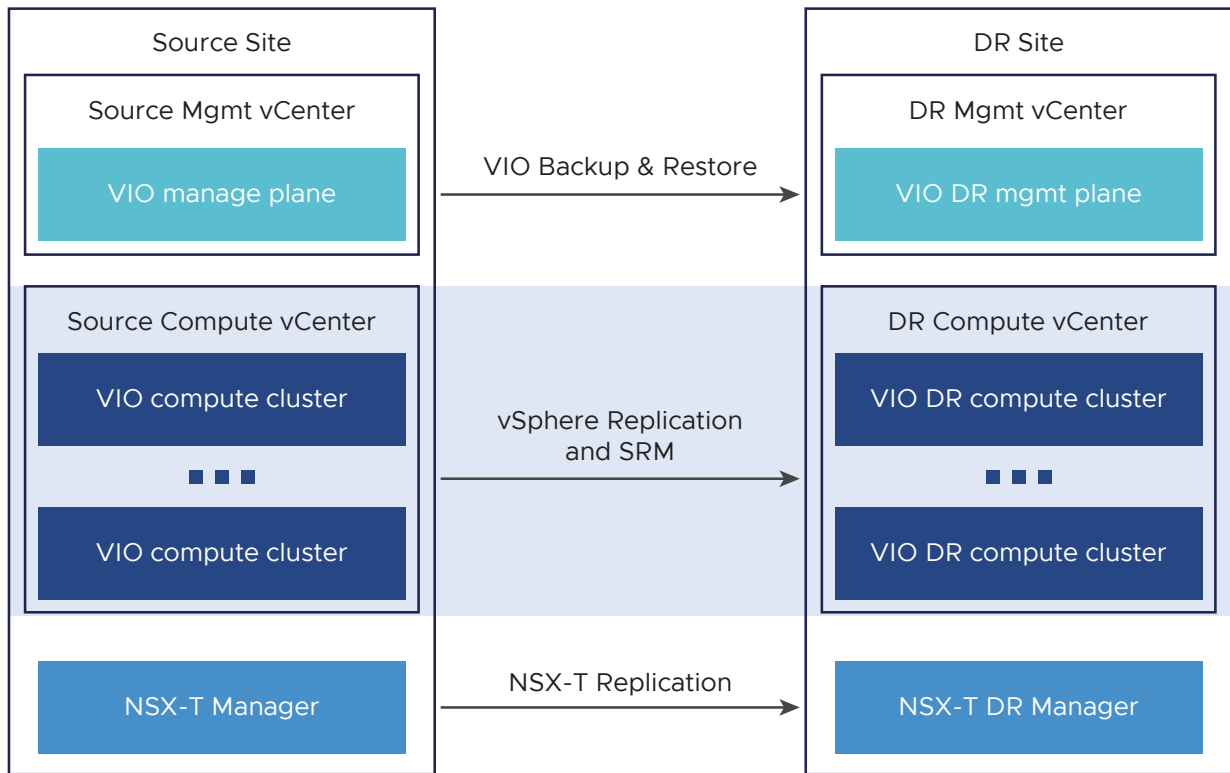 Source Site
DR Site
Source Mgmt vCenter
DR Mgmt vCenter
VIO manage plane
VIO Backup & Restore
VIO DR mgmt plane
Source Compute vCenter
DR Compute vCenter
VIO compute cluster
VIO DR compute cluster
vSphere Replication
and SRM
VIO compute cluster
VIO DR compute cluster
NSX-T Manager
NSX-T Replication
NSX-T DR Manager